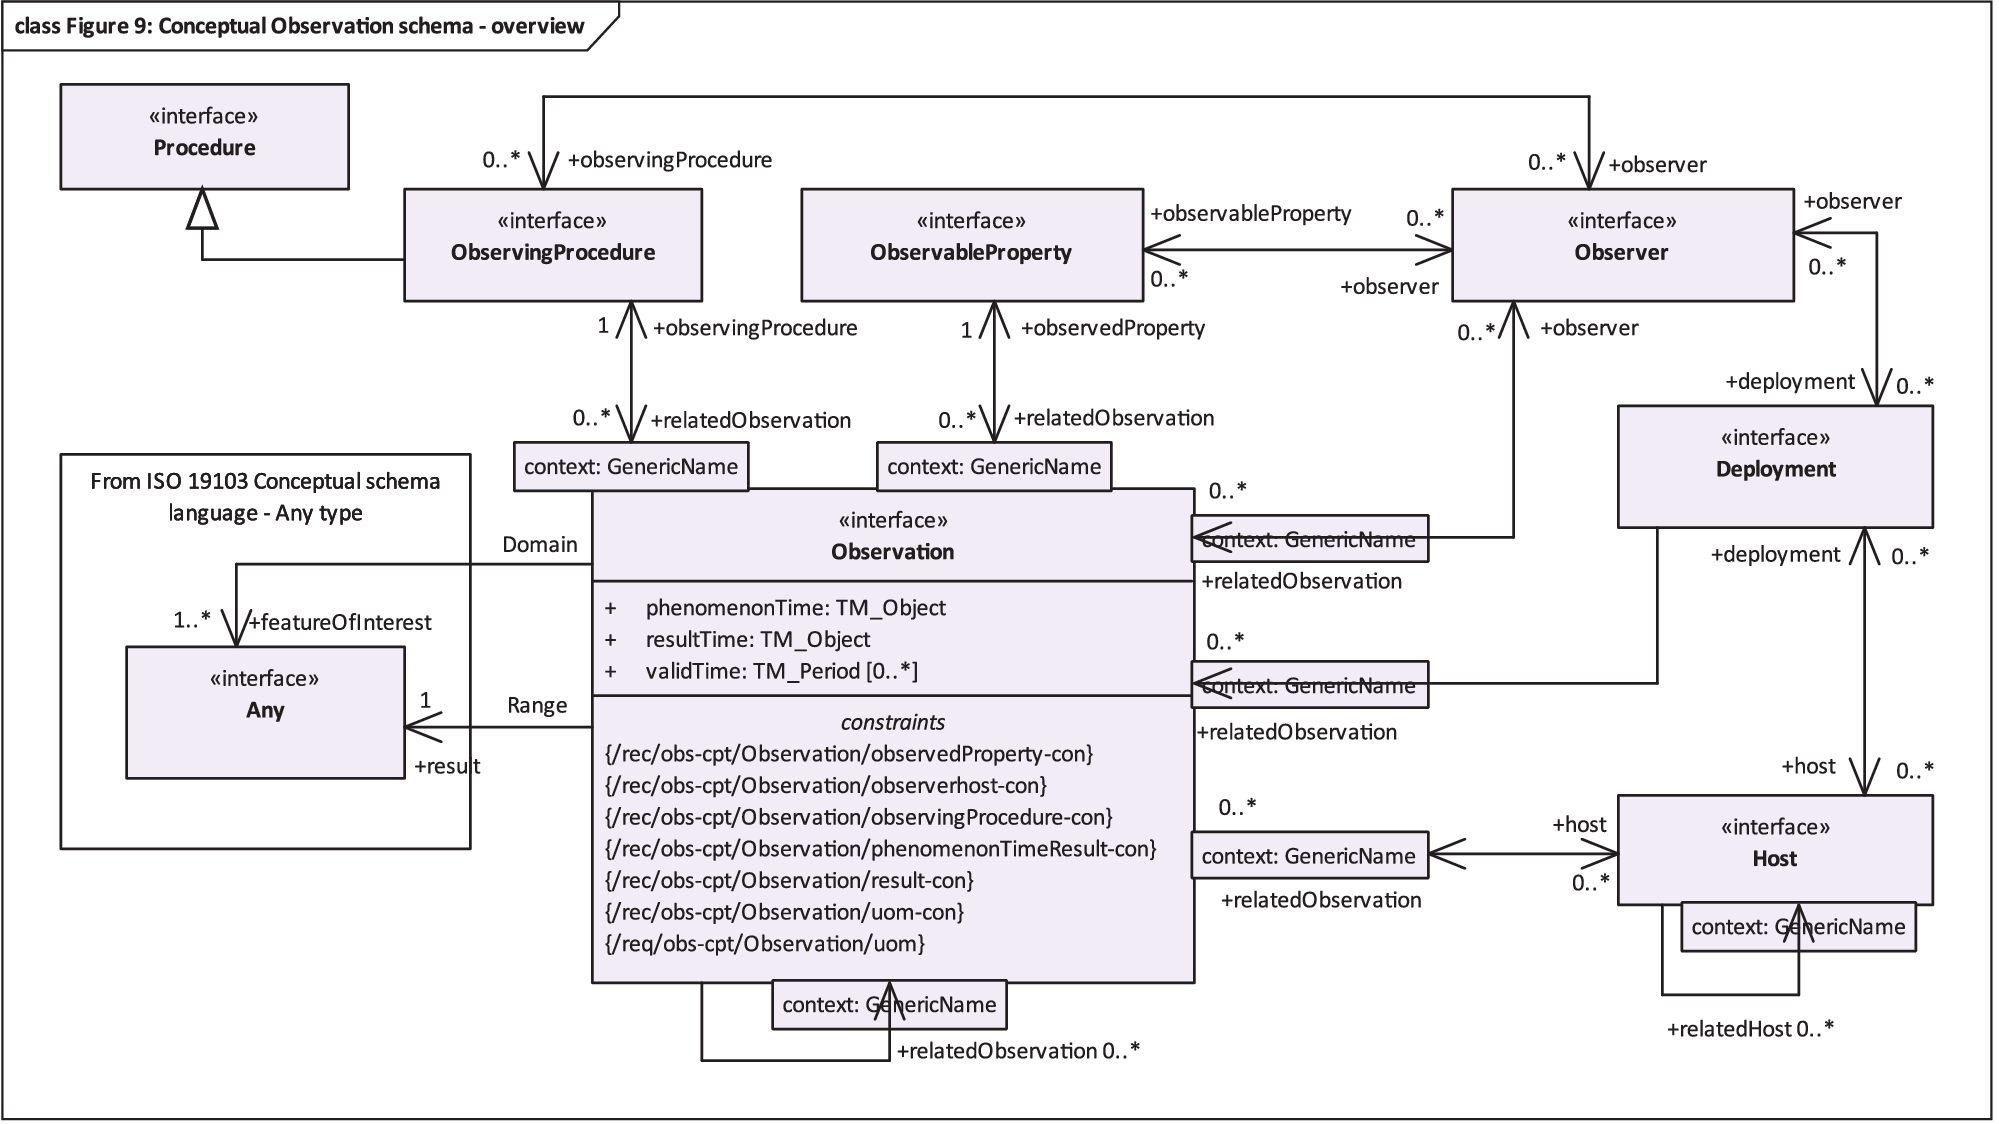 class Figure 9: Conceptual Observation schema - overview
«interface»
Procedure
0..*
+observingProcedure
0..*
+observer
«interface»
ObservingProcedure
«interface»
ObservableProperty
+observableProperty
0..*
0..*
+observer
«interface»
Observer
+observer
0..*
1
+observingProcedure
1
+observedProperty
0..*
+observer
+deployment
0..*
0..*
+relatedObservation
0..*
+relatedObservation
«interface»
Deployment
context: GenericName
context: GenericName
From ISO 19103 Conceptual schema
language - Any type
Domain
«interface»
Observation
0..*
context: GenericName
+relatedObservation
+deployment
0..*
1..*
+featureOfInterest
+ phenomenonTime: TM_Object
+ resultTime: TM_Object
+ validTime: TM_Period [0..*]
0..*
context: GenericName
+relatedObservation
«interface»
Any
1
Range
+result
constraints
{/rec/obs-cpt/Observation/observedProperty-con}
{/rec/obs-cpt/Observation/observerhost-con}
{/rec/obs-cpt/Observation/observingProcedure-con}
{/rec/obs-cpt/Observation/phenomenonTimeResult-con}
{/rec/obs-cpt/Observation/result-con}
{/rec/obs-cpt/Observation/uom-con}
{/req/obs-cpt/Observation/uom}
+host
0..*
0..*
context: GenericName
+relatedObservation
+host
0..*
«interface»
Host
context: GenericName
+relatedHost 0..*
context: GenericName
+relatedObservation 0..*